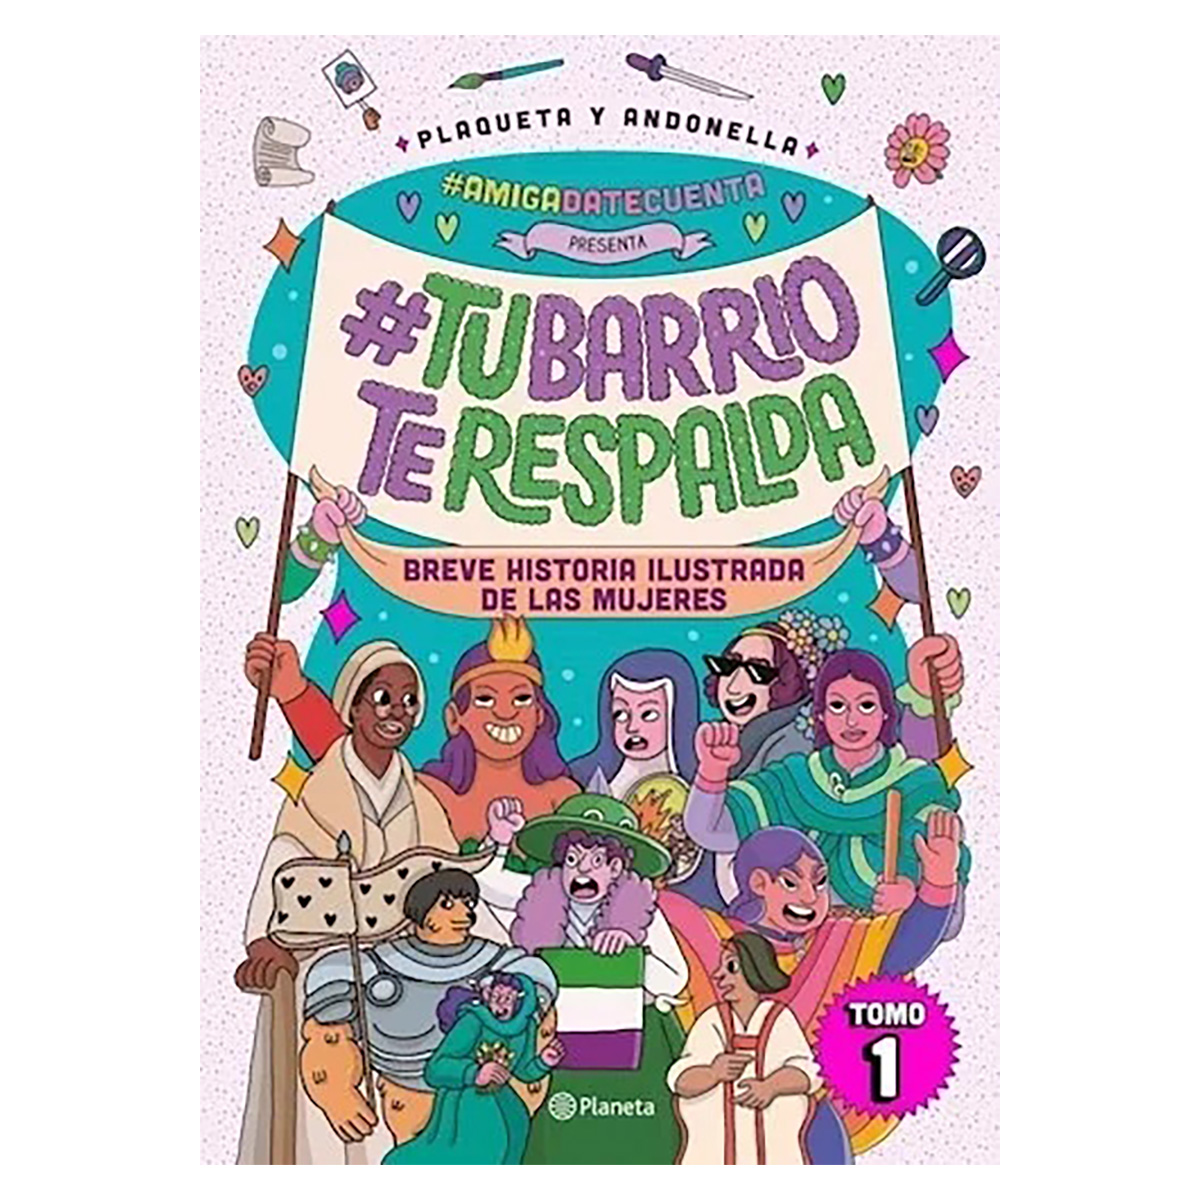 PLAQUETA Y ANDONELLA
#AMIGADATECUENTA
PRESENTA
#TUBARRIO
TERESPALDA
BREVE HISTORIA ILUSTRADA
DE LAS MUJERES
TOMO
1
Planeta